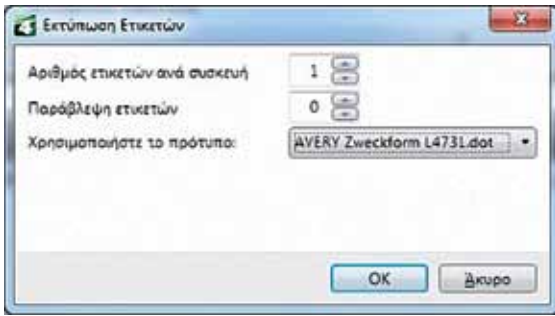 Εκτύπωση Ετικετών
Αριθμός ετικετών ανά συσκευή 1
Παράβλεψη ετικετών 0
Χρησιμοποιήστε το πρότυπο: AVERY Zweckform L4731.dot
OK Άκυρο